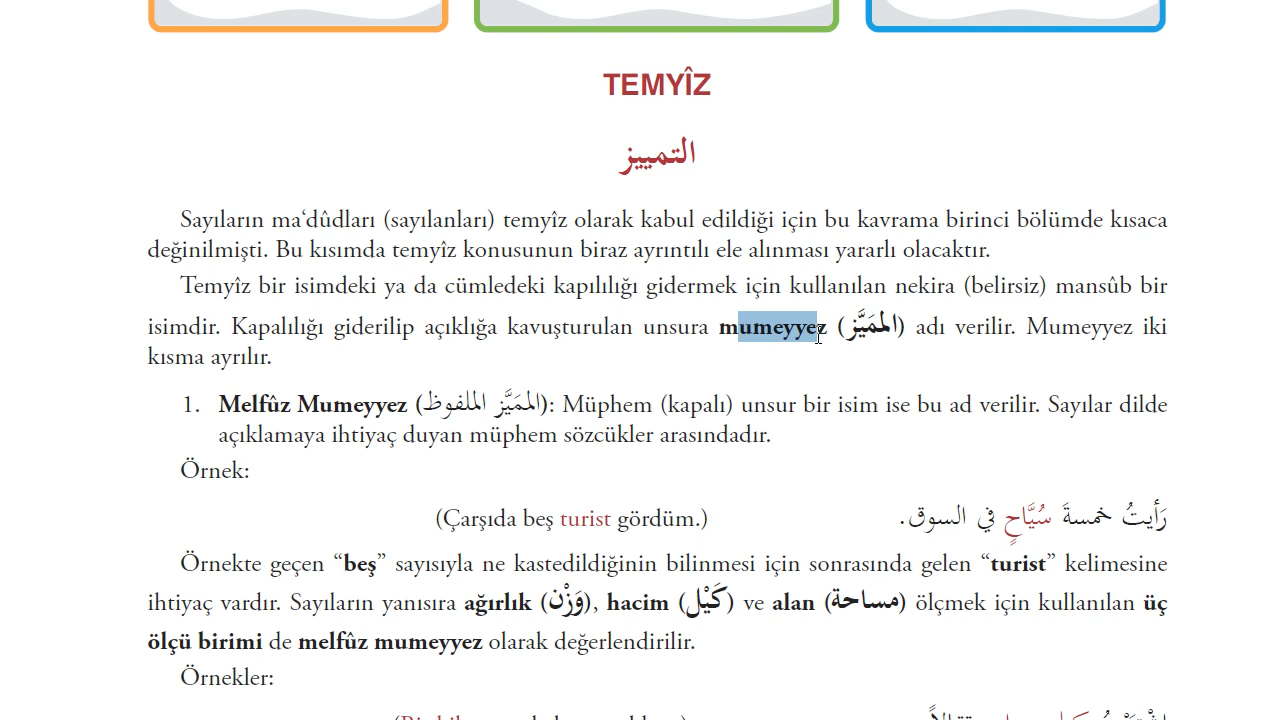 TEMYÎZ
التمييز
Sayıların ma‘dûdları (sayılanları) temyîz olarak kabul edildiği için bu kavrama birinci bölümde kısaca
değinilmişti. Bu kısımda temyîz konusunun biraz ayrıntılı ele alınması yararlı olacaktır.
Temyîz bir isimdeki ya da cümledeki kapılılığı gidermek için kullanılan nekira (belirsiz) mansûb bir
isimdir. Kapalılığı giderilip açıklığa kavuşturulan unsura mumeyyez (المَميَّز) adı verilir. Mumeyyez iki
kısma ayrılır.
1. Melfûz Mumeyyez (المَميَّز الملفوظ): Müphem (kapalı) unsur bir isim ise bu ad verilir. Sayılar dilde
açıklamaya ihtiyaç duyan müphem sözcükler arasındadır.
Örnek:
رَأيتُ خمسةَ سُيَّاحٍ في السوق.
(Çarşıda beş turist gördüm.)
Örnekte geçen “beş” sayısıyla ne kastedildiğinin bilinmesi için sonrasında gelen “turist” kelimesine
ihtiyaç vardır. Sayıların yanısıra ağırlık (وَزْن), hacim (كَيْل) ve alan (مساحة) ölçmek için kullanılan üç
ölçü birimi de melfûz mumeyyez olarak değerlendirilir.
Örnekler: